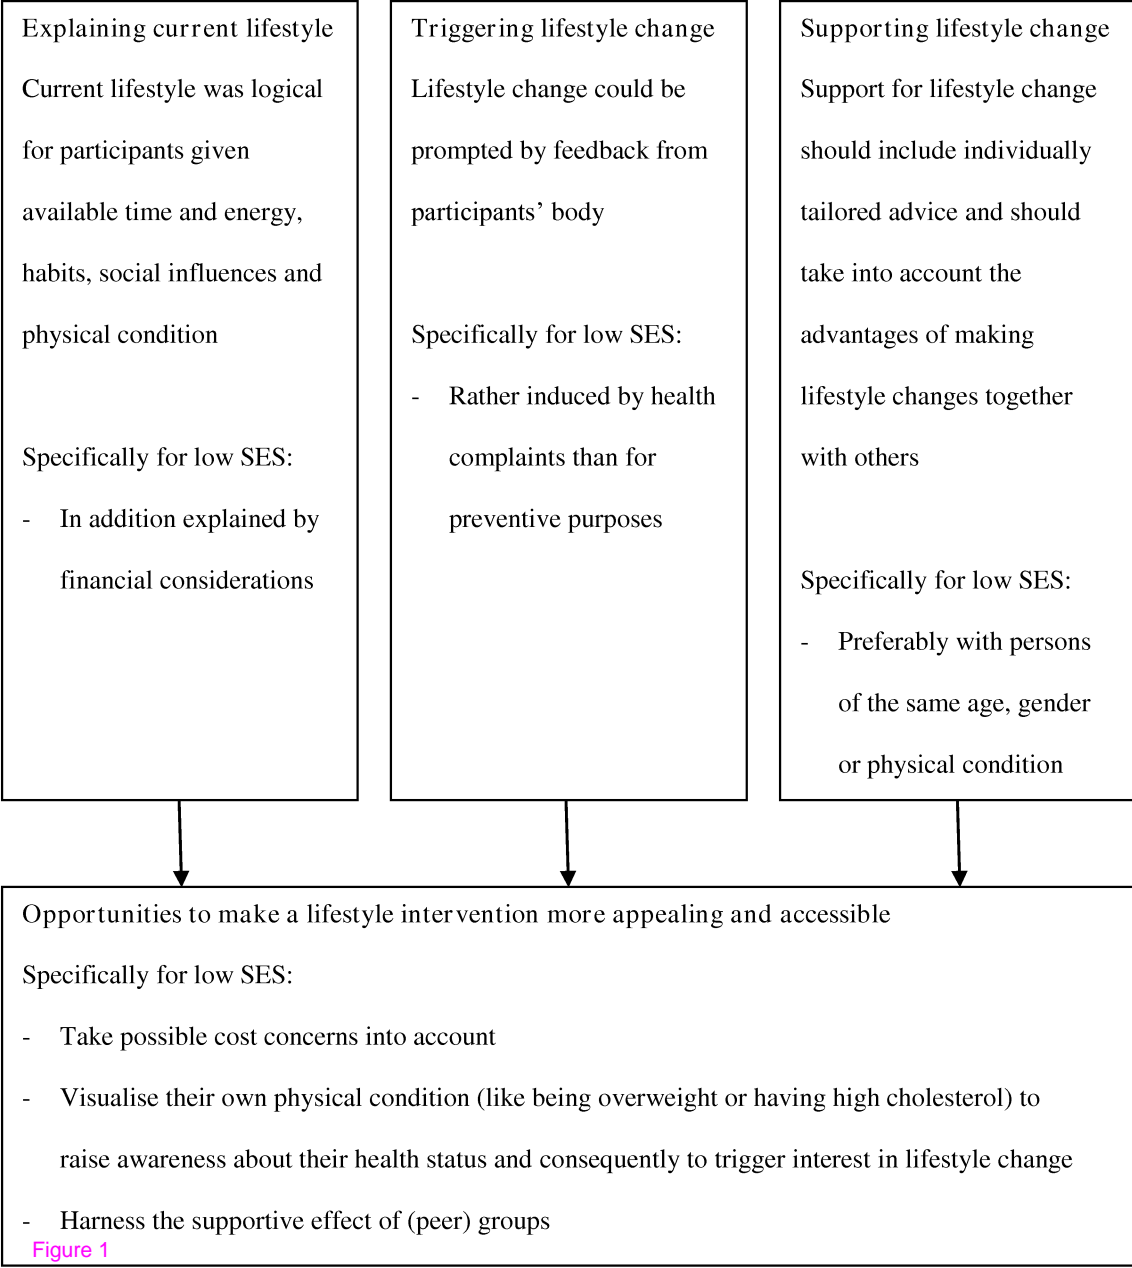 Explaining current lifestyle
Current lifestyle was logical
for participants given
available time and energy,
habits, social influences and
physical condition
Specifically for low SES:
- In addition explained by
financial considerations
Triggering lifestyle change
Lifestyle change could be
prompted by feedback from
participants’ body
Specifically for low SES:
- Rather induced by health
complaints than for
preventive purposes
Supporting lifestyle change
Support for lifestyle change
should include individually
tailored advice and should
take into account the
advantages of making
lifestyle changes together
with others
Specifically for low SES:
- Preferably with persons
of the same age, gender
or physical condition
Opportunities to make a lifestyle intervention more appealing and accessible
Specifically for low SES:
- Take possible cost concerns into account
- Visualise their own physical condition (like being overweight or having high cholesterol) to
raise awareness about their health status and consequently to trigger interest in lifestyle change
- Harness the supportive effect of (peer) groups
Figure 1